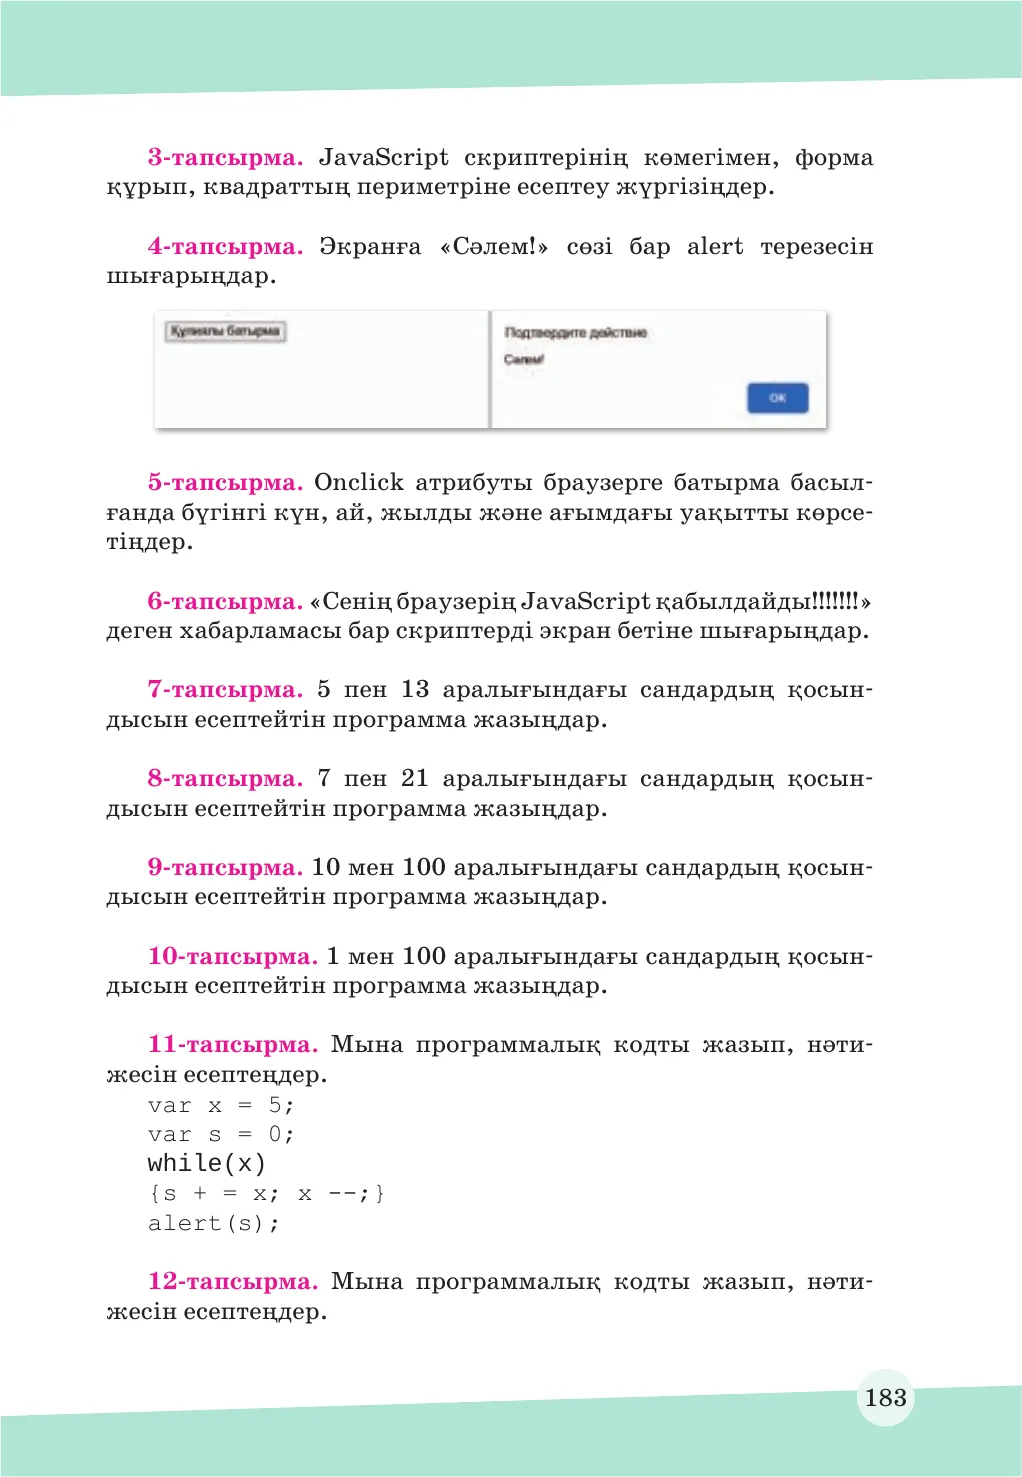 3-тапсырма. JavaScript скриптерінің көмегімен, форма
құрып, квадраттың периметріне есептеу жүргізіңдер.
4-тапсырма. Экранға «Сәлем!» сөзі бар alert терезесін
шығарыңдар.
Құпиялы батырма
Подтвердите действие
Сәлем!
OK
5-тапсырма. Onclick атрибуты браузерге батырма басыл-
ғанда бүгінгі күн, ай, жылды және ағымдағы уақытты көрсе-
тіңдер.
6-тапсырма. «Сенің браузерің JavaScript қабылдайды!!!!!!!»
деген хабарламасы бар скриптерді экран бетіне шығарыңдар.
7-тапсырма. 5 пен 13 аралығындағы сандардың қосын-
дысын есептейтін программа жазыңдар.
8-тапсырма. 7 пен 21 аралығындағы сандардың қосын-
дысын есептейтін программа жазыңдар.
9-тапсырма. 10 мен 100 аралығындағы сандардың қосын-
дысын есептейтін программа жазыңдар.
10-тапсырма. 1 мен 100 аралығындағы сандардың қосын-
дысын есептейтін программа жазыңдар.
11-тапсырма. Мына программалық кодты жазып, нәти-
жесін есептеңдер.
var x = 5;
var s = 0;
while(x)
{s + = x; x --;}
alert(s);
12-тапсырма. Мына программалық кодты жазып, нәти-
жесін есептеңдер.
183